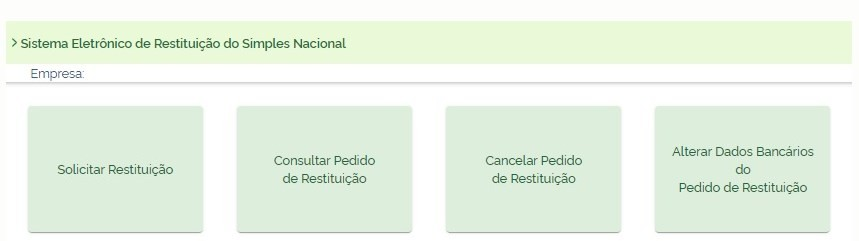 > Sistema Eletrônico de Restituição do Simples Nacional
Empresa:
Solicitar Restituição
Consultar Pedido
de Restituição
Cancelar Pedido
de Restituição
Alterar Dados Bancários
do
Pedido de Restituição